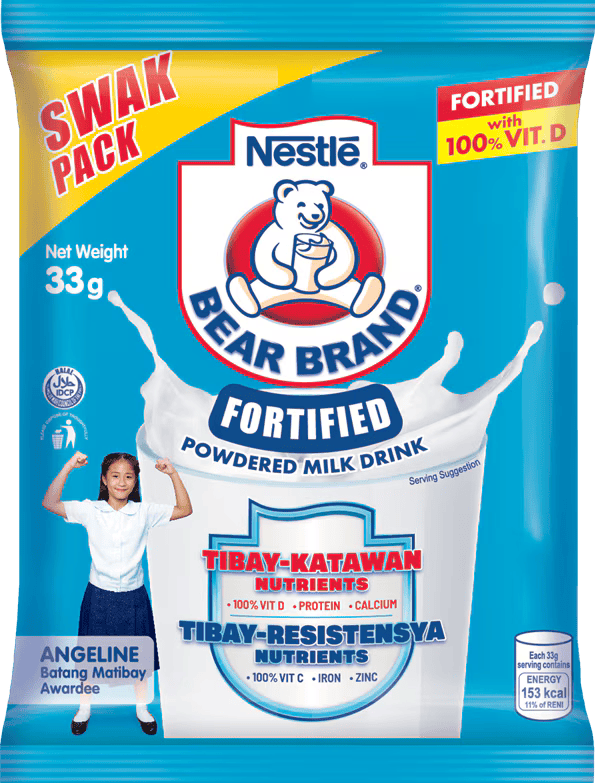 SWAK
PACK
FORTIFIED
with
100% VIT. D
Nestlé®
Net Weight
33g
BEAR BRAND®
HALAL
IDCP
FORTIFIED
POWDERED MILK DRINK
Serving Suggestion
TIBAY-KATAWAN
NUTRIENTS
• 100% VIT D • PROTEIN • CALCIUM
TIBAY-RESISTENSYA
NUTRIENTS
• 100% VIT C • IRON • ZINC
ANGELINE
Batang Matibay
Awardee
Each 33g
serving contains
ENERGY
153 kcal
11% of RENI